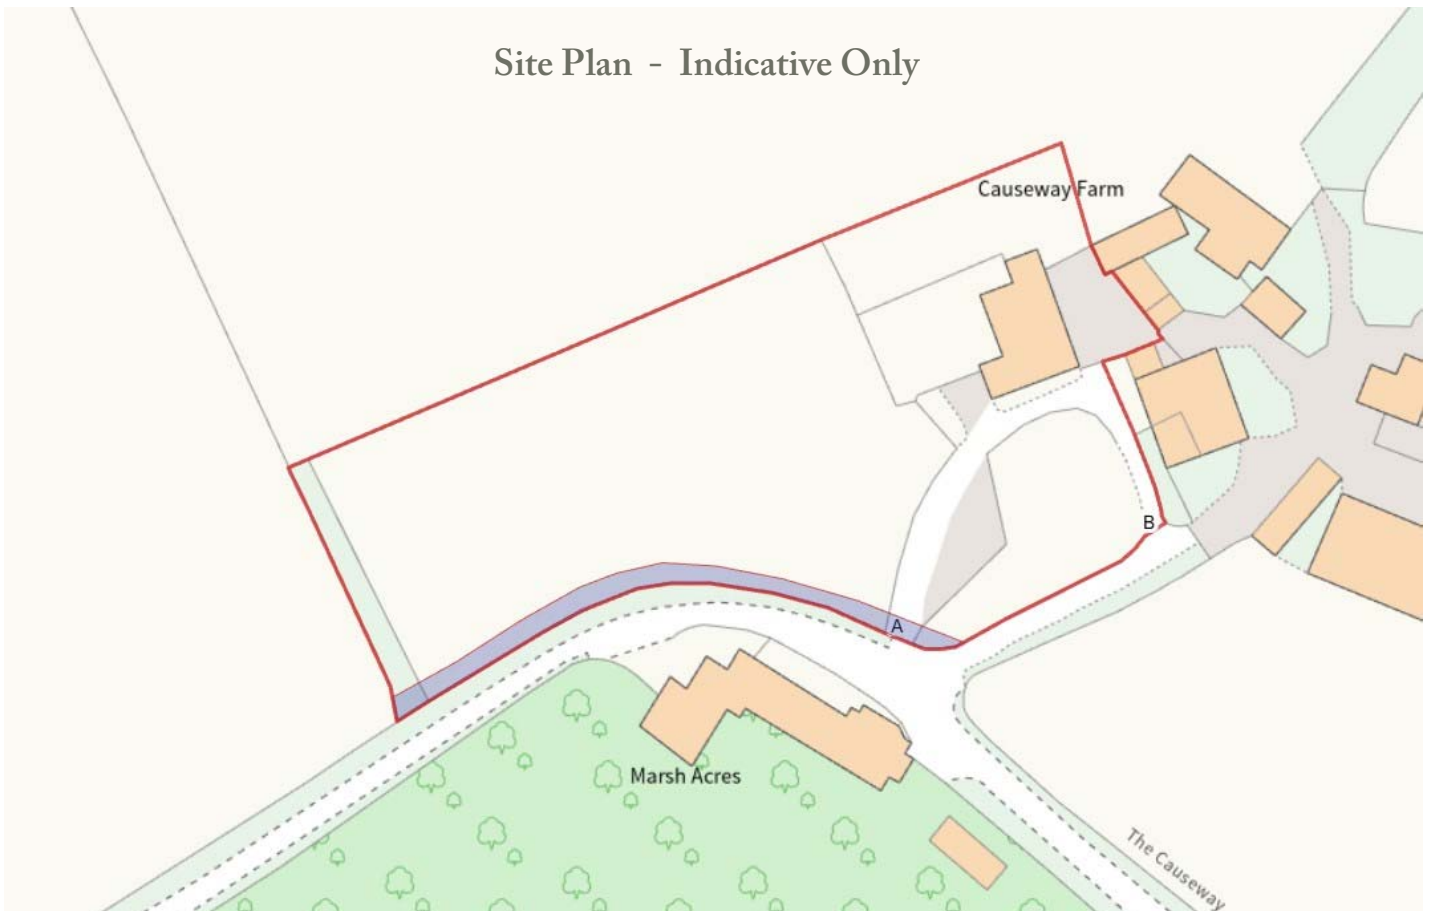 Site Plan - Indicative Only
Causeway Farm
B
A
Marsh Acres
The Causeway